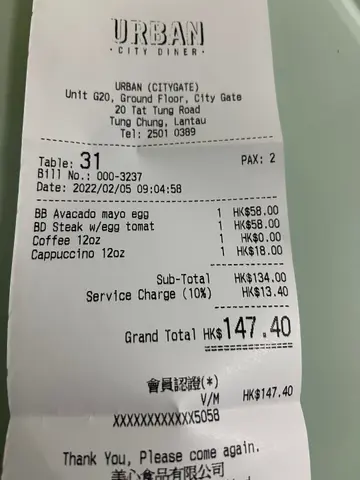 URBAN
· CITY DINER ·
URBAN (CITYGATE)
Unit G20, Ground Floor, City Gate
20 Tat Tung Road
Tung Chung, Lantau
Tel: 2501 0389
Table: 31 PAX: 2
Bill No.: 000-3237
Date: 2022/02/05 09:04:58
BB Avacado mayo egg 1 HK$58.00
BD Steak w/egg tomat 1 HK$58.00
Coffee 12oz 1 HK$0.00
Cappuccino 12oz 1 HK$18.00
Sub-Total HK$134.00
Service Charge (10%) HK$13.40
Grand Total HK$147.40
會員認證(*)
V/M HK$147.40
XXXXXXXXXXXX5058
Thank You, Please come again.
美心食品有限公司